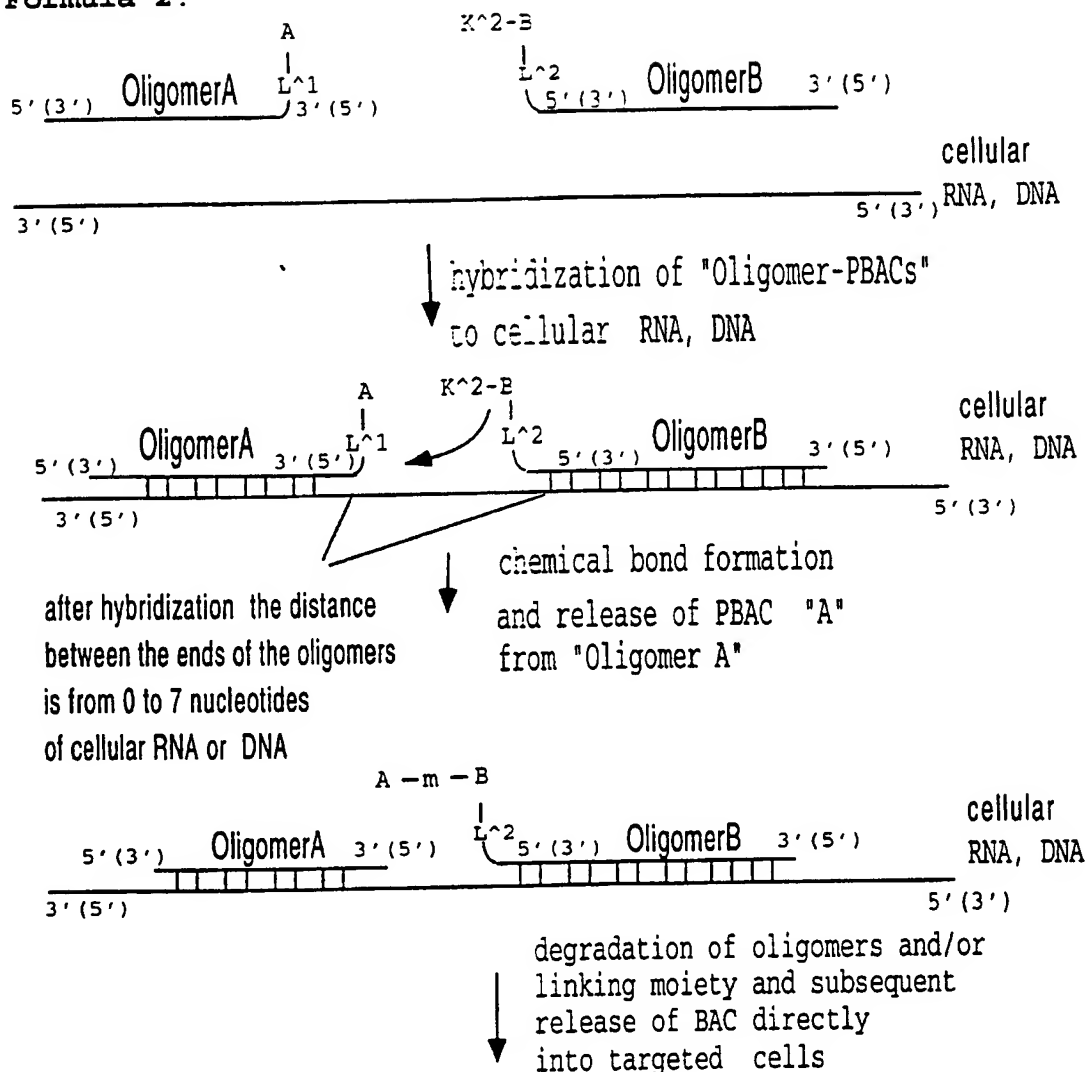 Formula 2:
A
K^2-B
OligomerA
L^1
L^2
OligomerB
5'(3')
3'(5')
5'(3')
3'(5')
cellular
RNA, DNA
3'(5')
5'(3')
hybridization of "Oligomer-PBACs"
to cellular RNA, DNA
A
K^2-B
OligomerA
L^1
L^2
OligomerB
5'(3')
3'(5')
5'(3')
3'(5')
cellular
RNA, DNA
3'(5')
5'(3')
after hybridization the distance
between the ends of the oligomers
is from 0 to 7 nucleotides
of cellular RNA or DNA
chemical bond formation
and release of PBAC "A"
from "Oligomer A"
A —m — B
L^2
5'(3')
OligomerA
3'(5')
5'(3')
OligomerB
3'(5')
cellular
RNA, DNA
3'(5')
5'(3')
degradation of oligomers and/or
linking moiety and subsequent
release of BAC directly
into targeted cells